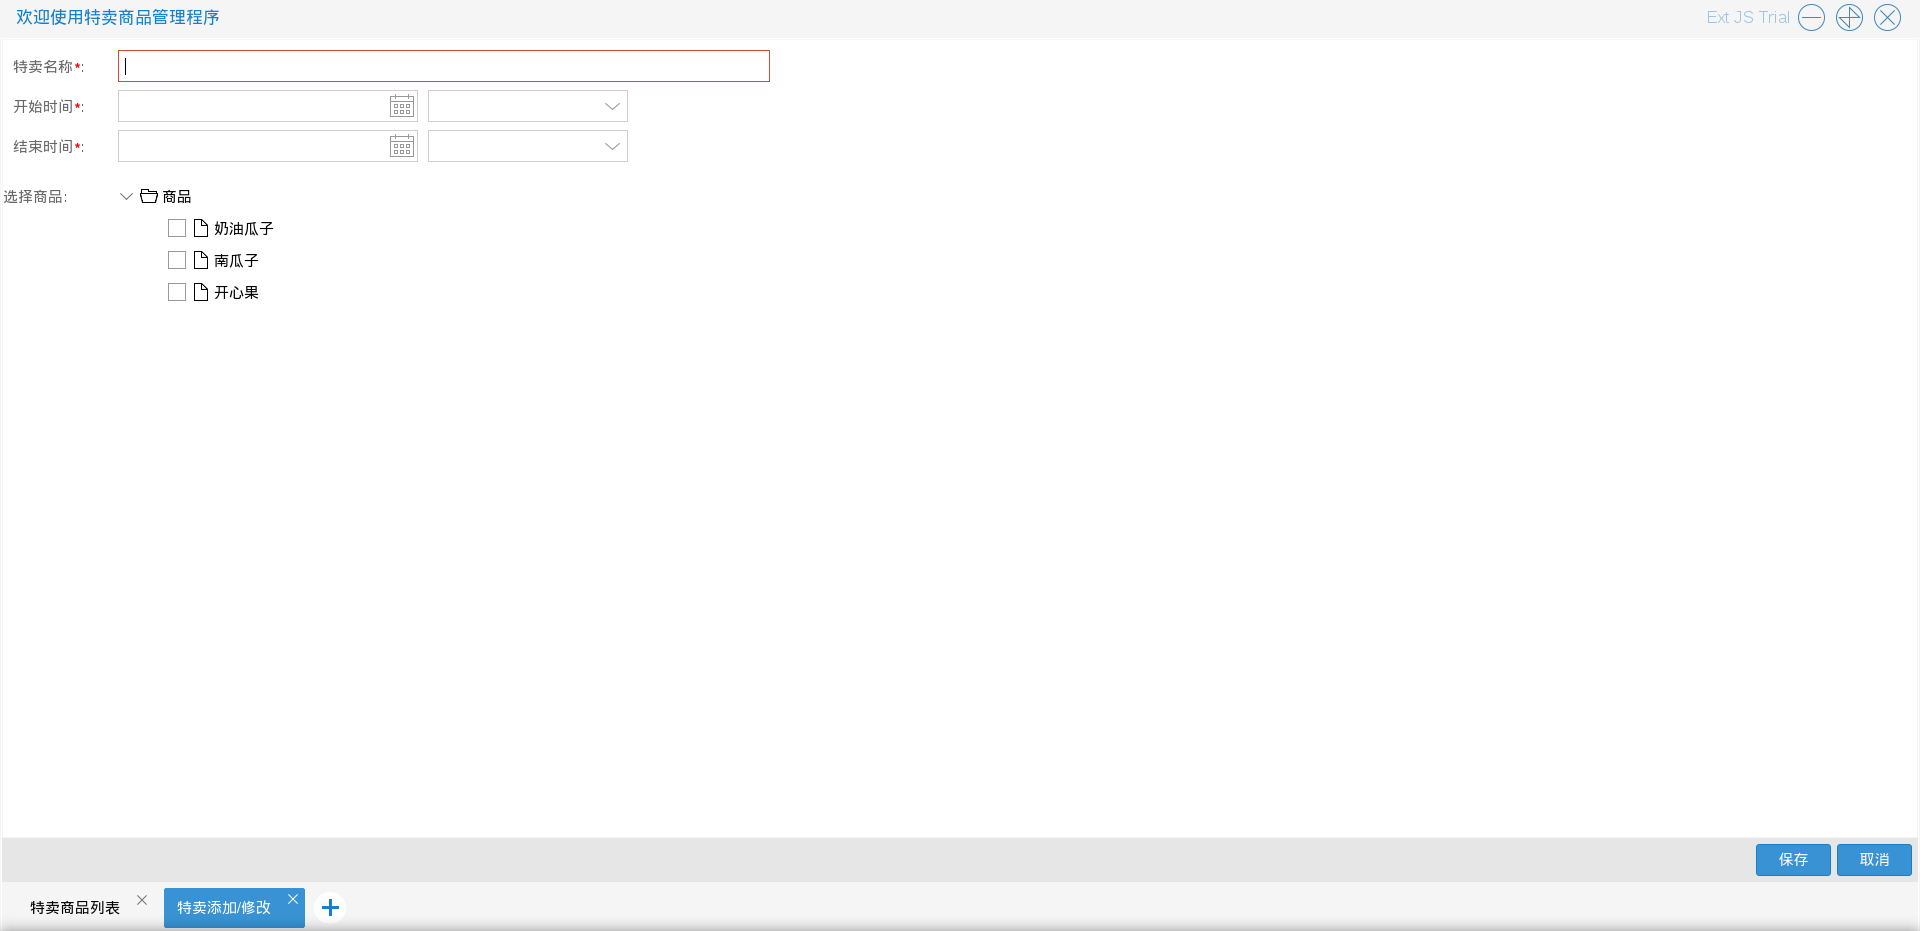 欢迎使用特卖商品管理程序
Ext JS Trial
特卖名称*:
开始时间*:
结束时间*:
选择商品:
商品
奶油瓜子
南瓜子
开心果
保存
取消
特卖商品列表
特卖添加/修改